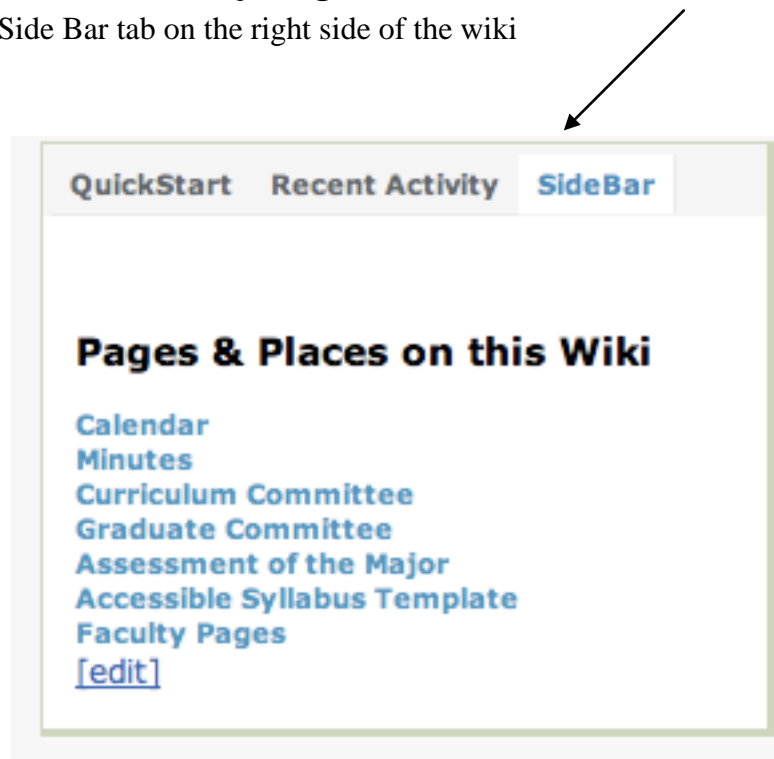 Side Bar tab on the right side of the wiki
QuickStart Recent Activity SideBar
Pages & Places on this Wiki
Calendar
Minutes
Curriculum Committee
Graduate Committee
Assessment of the Major
Accessible Syllabus Template
Faculty Pages
[edit]